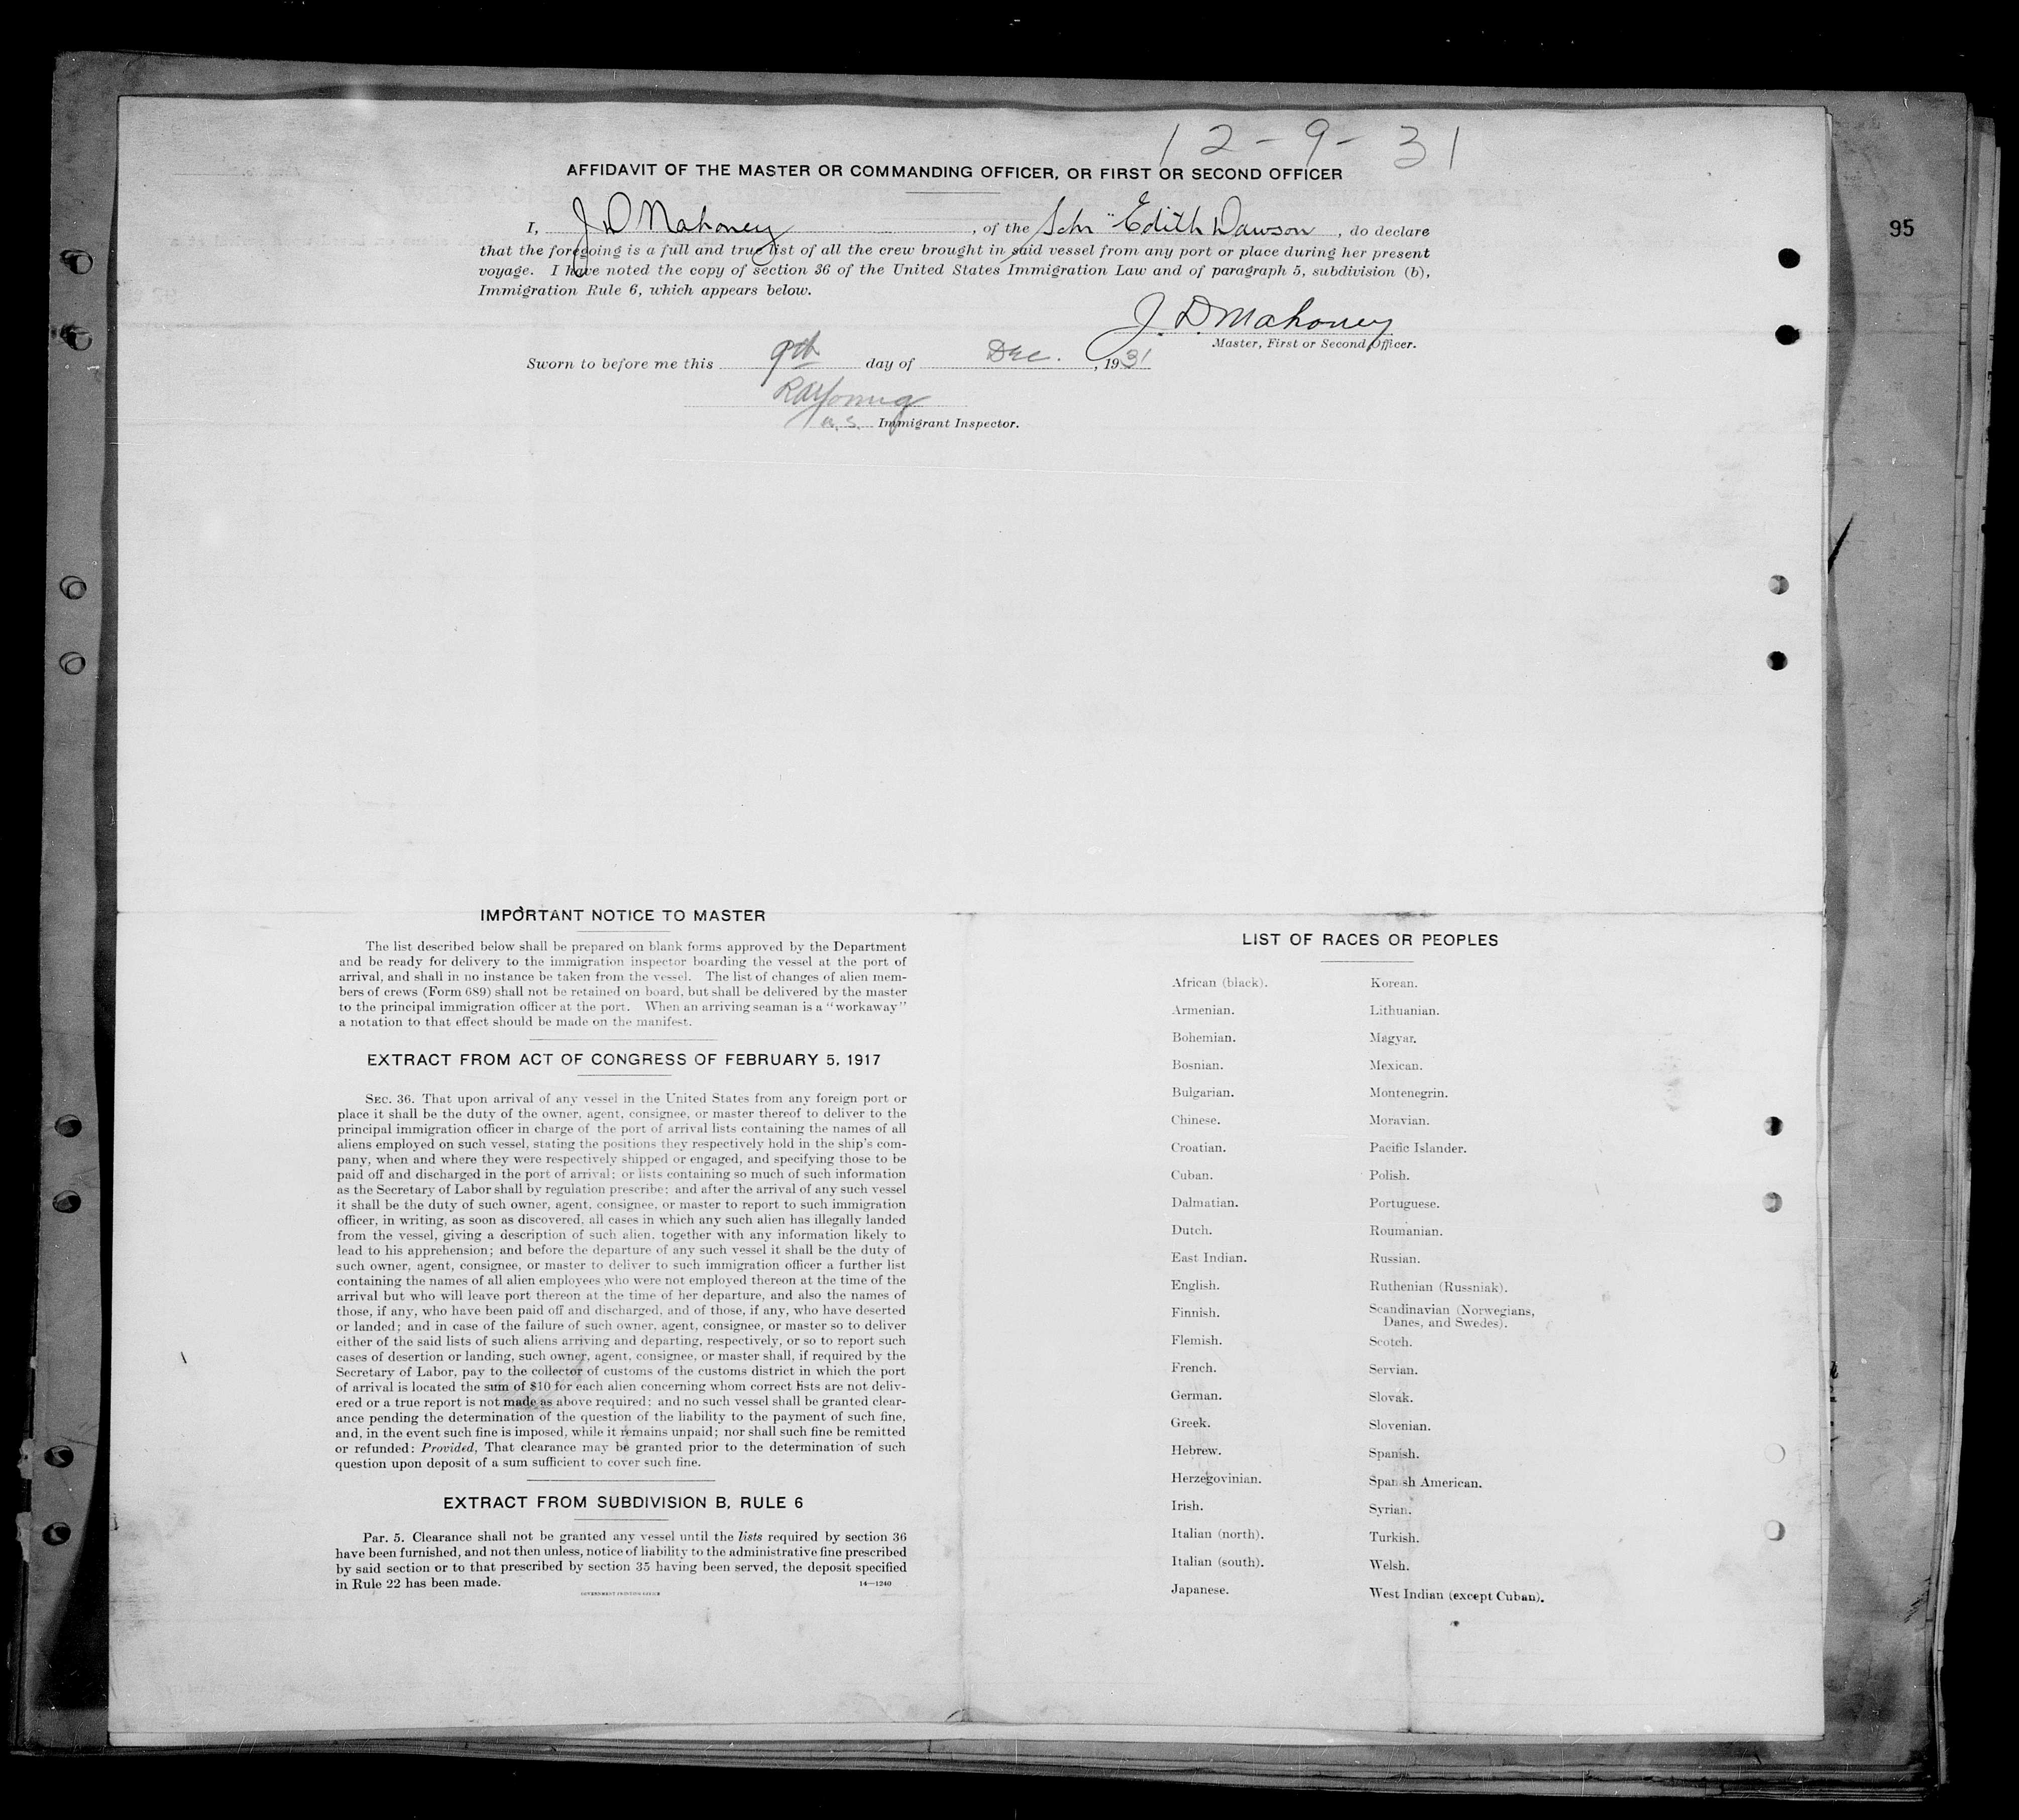 12-9-31
AFFIDAVIT OF THE MASTER OR COMMANDING OFFICER, OR FIRST OR SECOND OFFICER
95
I, J D Mahoney, of the Schr "Edith Dawson, do declare
that the foregoing is a full and true list of all the crew brought in said vessel from any port or place during her present
voyage. I have noted the copy of section 36 of the United States Immigration Law and of paragraph 5, subdivision (b),
Immigration Rule 6, which appears below.
J. D. Mahoney
Master, First or Second Officer.
Sworn to before me this 9th day of Dec., 1931
RA Young
U.S. Immigrant Inspector.
IMPORTANT NOTICE TO MASTER
The list described below shall be prepared on blank forms approved by the Department
and be ready for delivery to the immigration inspector boarding the vessel at the port of
arrival, and shall in no instance be taken from the vessel. The list of changes of alien mem-
bers of crews (Form 689) shall not be retained on board, but shall be delivered by the master
to the principal immigration officer at the port. When an arriving seaman is a "workaway"
a notation to that effect should be made on the manifest.
EXTRACT FROM ACT OF CONGRESS OF FEBRUARY 5, 1917
SEC. 36. That upon arrival of any vessel in the United States from any foreign port or
place it shall be the duty of the owner, agent, consignee, or master thereof to deliver to the
principal immigration officer in charge of the port of arrival lists containing the names of all
aliens employed on such vessel, stating the positions they respectively hold in the ship's com-
pany, when and where they were respectively shipped or engaged, and specifying those to be
paid off and discharged in the port of arrival; or lists containing so much of such information
as the Secretary of Labor shall by regulation prescribe; and after the arrival of any such vessel
it shall be the duty of such owner, agent, consignee, or master to report to such immigration
officer, in writing, as soon as discovered, all cases in which any such alien has illegally landed
from the vessel, giving a description of such alien, together with any information likely to
lead to his apprehension; and before the departure of any such vessel it shall be the duty of
such owner, agent, consignee, or master to deliver to such immigration officer a further list
containing the names of all alien employees who were not employed thereon at the time of the
arrival but who will leave port thereon at the time of her departure, and also the names of
those, if any, who have been paid off and discharged, and of those, if any, who have deserted
or landed; and in case of the failure of such owner, agent, consignee, or master so to deliver
either of the said lists of such aliens arriving and departing, respectively, or so to report such
cases of desertion or landing, such owner, agent, consignee, or master shall, if required by the
Secretary of Labor, pay to the collector of customs of the customs district in which the port
of arrival is located the sum of $10 for each alien concerning whom correct lists are not deliv-
ered or a true report is not made as above required; and no such vessel shall be granted clear-
ance pending the determination of the question of the liability to the payment of such fine,
and, in the event such fine is imposed, while it remains unpaid; nor shall such fine be remitted
or refunded: Provided, That clearance may be granted prior to the determination of such
question upon deposit of a sum sufficient to cover such fine.
EXTRACT FROM SUBDIVISION B, RULE 6
Par. 5. Clearance shall not be granted any vessel until the lists required by section 36
have been furnished, and not then unless, notice of liability to the administrative fine prescribed
by said section or to that prescribed by section 35 having been served, the deposit specified
in Rule 22 has been made.
14—1240
GOVERNMENT PRINTING OFFICE
LIST OF RACES OR PEOPLES
African (black).
Armenian.
Bohemian.
Bosnian.
Bulgarian.
Chinese.
Croatian.
Cuban.
Dalmatian.
Dutch.
East Indian.
English.
Finnish.
Flemish.
French.
German.
Greek.
Hebrew.
Herzegovinian.
Irish.
Italian (north).
Italian (south).
Japanese.
Korean.
Lithuanian.
Magyar.
Mexican.
Montenegrin.
Moravian.
Pacific Islander.
Polish.
Portuguese.
Roumanian.
Russian.
Ruthenian (Russniak).
Scandinavian (Norwegians,
Danes, and Swedes).
Scotch.
Servian.
Slovak.
Slovenian.
Spanish.
Spanish American.
Syrian.
Turkish.
Welsh.
West Indian (except Cuban).